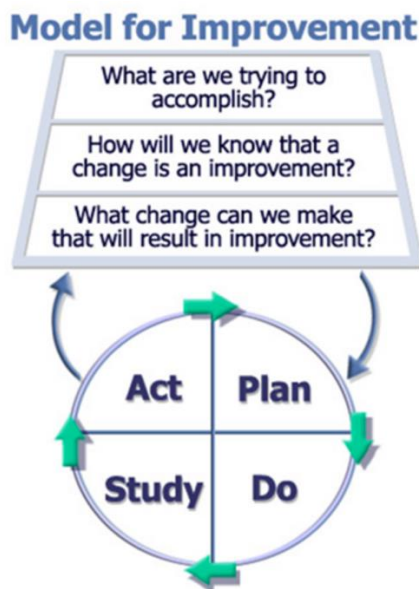 Model for Improvement
What are we trying to
accomplish?
How will we know that a
change is an improvement?
What change can we make
that will result in improvement?
Act
Plan
Study
Do